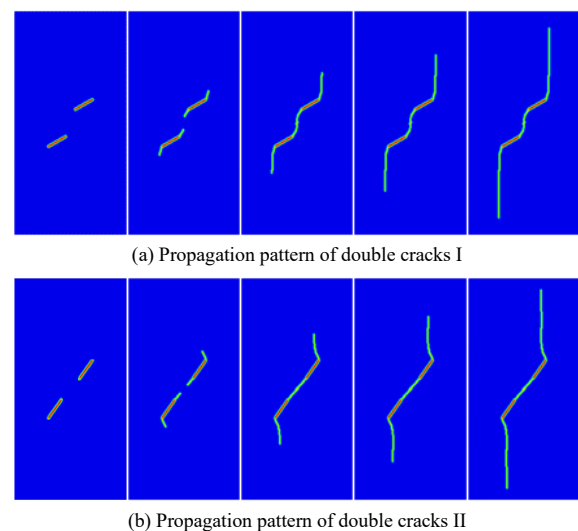 (a) Propagation pattern of double cracks I
(b) Propagation pattern of double cracks II